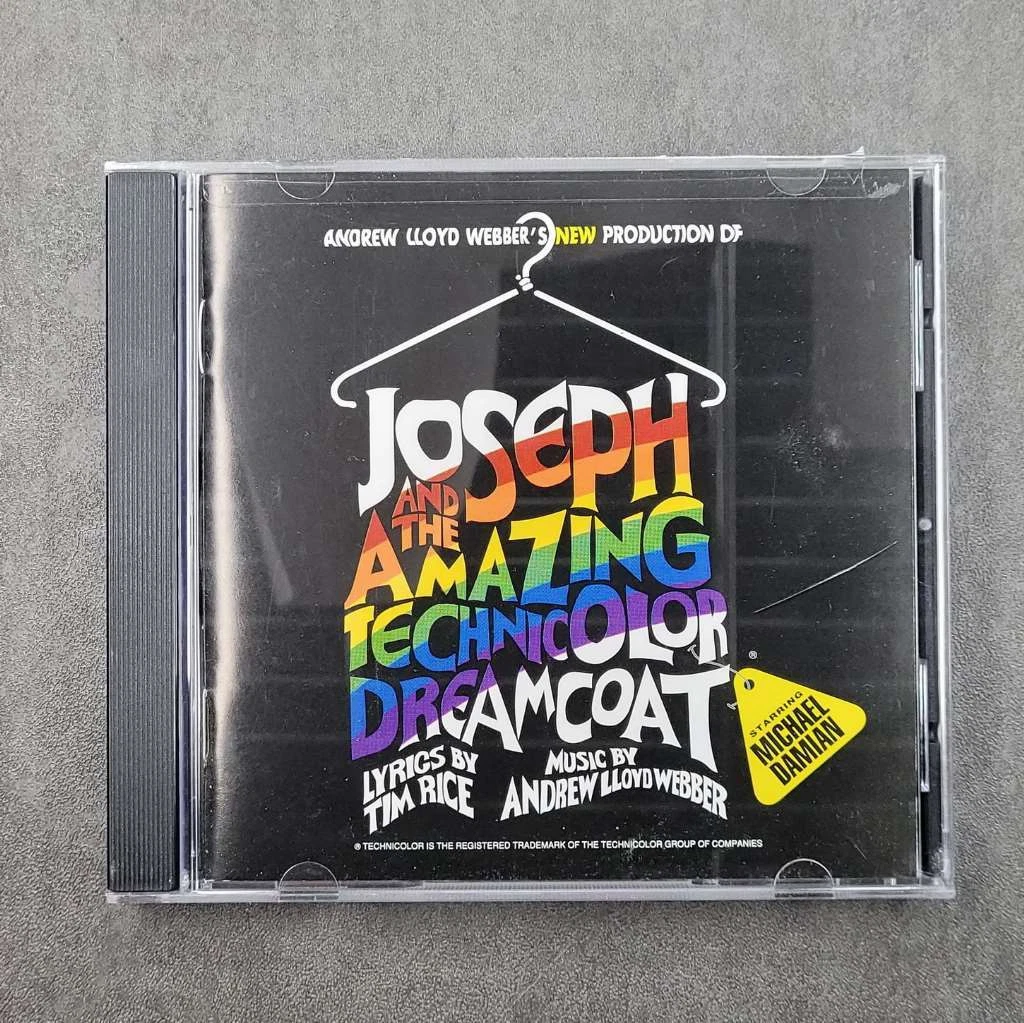 ANDREW LLOYD WEBBER'S NEW PRODUCTION OF
JOSEPH
AND
THE
AMAZING
TECHNICOLOR
®
DREAMCOAT
STARRING
MICHAEL
DAMIAN
LYRICS BY
TIM RICE
MUSIC BY
ANDREW LLOYD WEBBER
® TECHNICOLOR IS THE REGISTERED TRADEMARK OF THE TECHNICOLOR GROUP OF COMPANIES